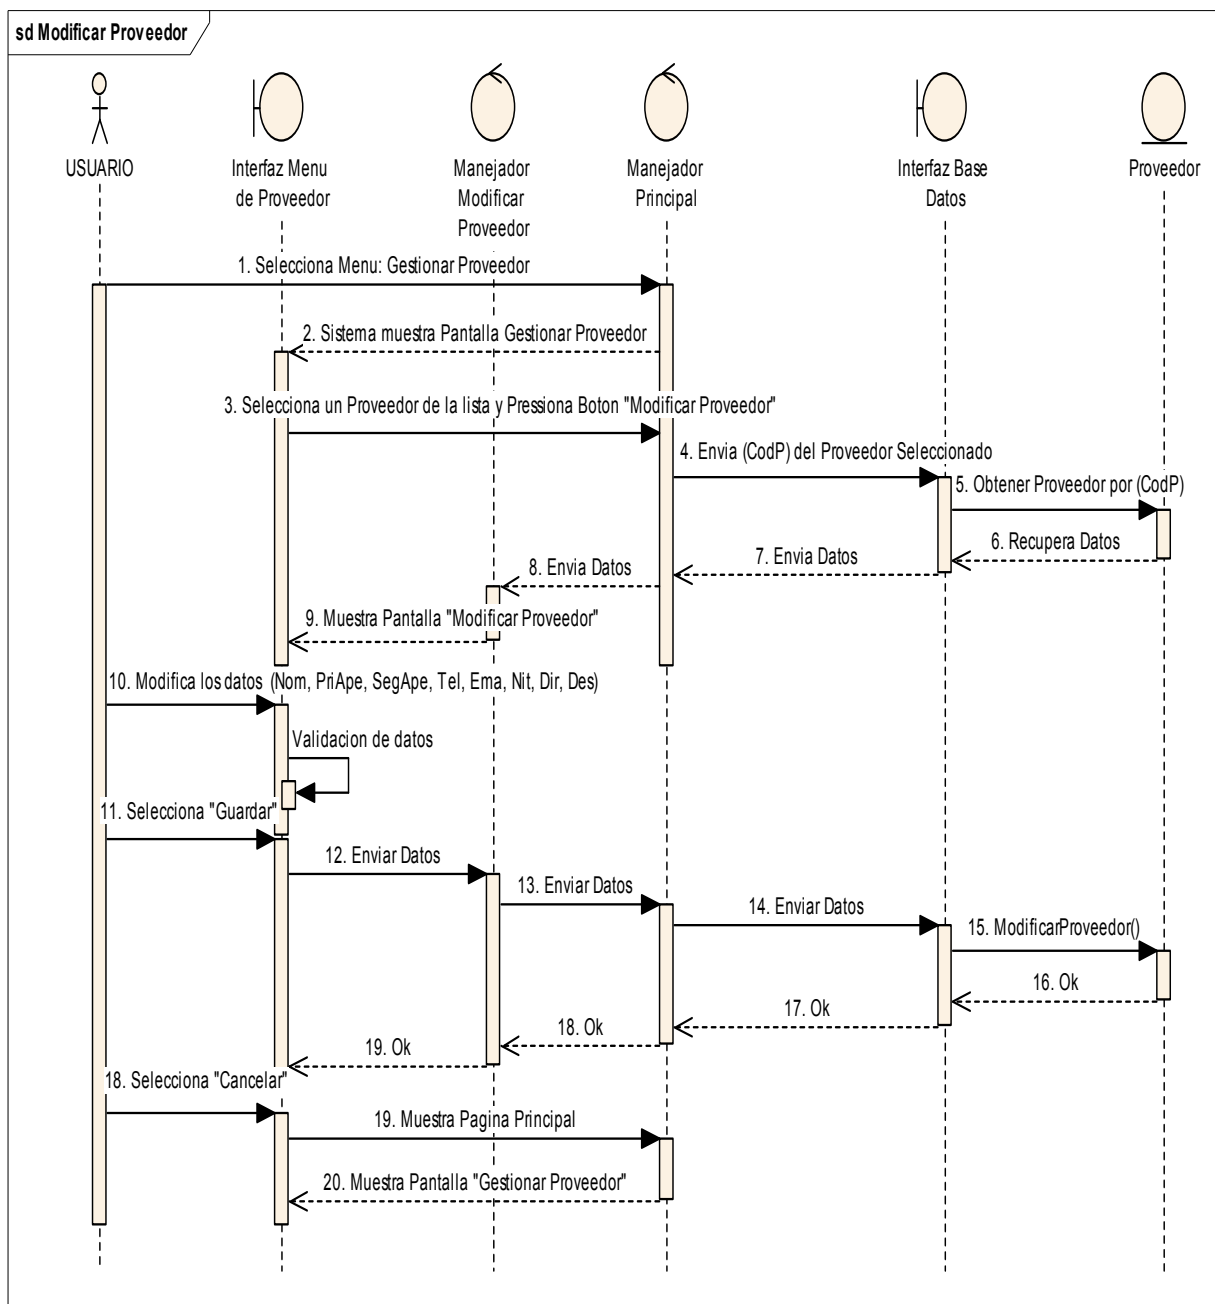 sd Modificar Proveedor
USUARIO
Interfaz Menu
de Proveedor
Manejador
Modificar
Proveedor
Manejador
Principal
Interfaz Base
Datos
Proveedor
1. Selecciona Menu: Gestionar Proveedor
2. Sistema muestra Pantalla Gestionar Proveedor
3. Selecciona un Proveedor de la lista y Pressiona Boton "Modificar Proveedor"
4. Envia (CodP) del Proveedor Seleccionado
5. Obtener Proveedor por (CodP)
6. Recupera Datos
7. Envia Datos
8. Envia Datos
9. Muestra Pantalla "Modificar Proveedor"
10. Modifica los datos (Nom, PriApe, SegApe, Tel, Ema, Nit, Dir, Des)
Validacion de datos
11. Selecciona "Guardar"
12. Enviar Datos
13. Enviar Datos
14. Enviar Datos
15. ModificarProveedor()
16. Ok
17. Ok
18. Ok
19. Ok
18. Selecciona "Cancelar"
19. Muestra Pagina Principal
20. Muestra Pantalla "Gestionar Proveedor"